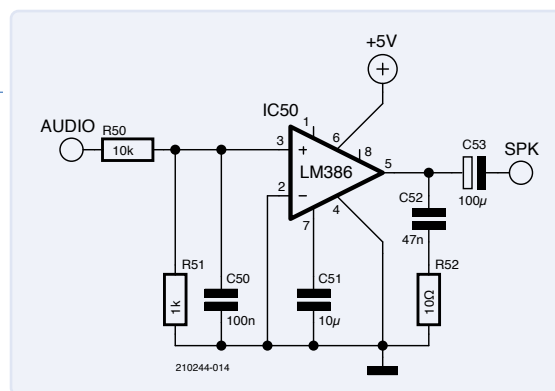 +5V
IC50
AUDIO
R50
10k
1
6
8
3
+
LM386
5
2
−
4
7
C53
100µ
SPK
C52
47n
R51
1k
C50
100n
C51
10µ
R52
10Ω
210244-014